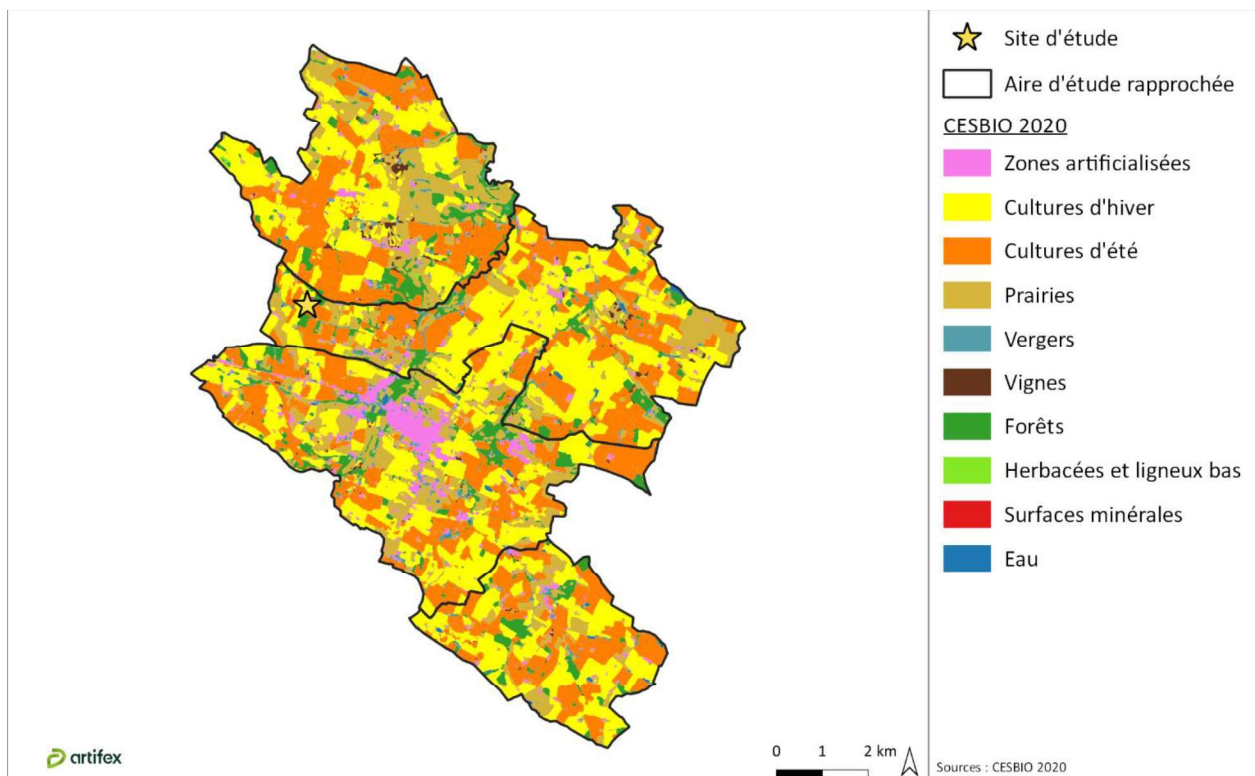 Site d'étude
Aire d'étude rapprochée
CESBIO 2020
Zones artificialisées
Cultures d'hiver
Cultures d'été
Prairies
Vergers
Vignes
Forêts
Herbacées et ligneux bas
Surfaces minérales
Eau
artifex
0 1 2 km
Sources : CESBIO 2020